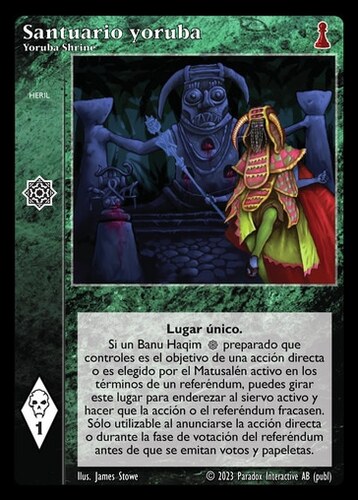 Santuario yoruba
Yoruba Shrine
HERIL
Lugar único.
Si un Banu Haqim preparado que
controles es el objetivo de una acción directa
o es elegido por el Matusalén activo en los
términos de un referéndum, puedes girar
este lugar para enderezar al siervo activo y
hacer que la acción o el referéndum fracasen.
Sólo utilizable al anunciarse la acción directa
o durante la fase de votación del referéndum
antes de que se emitan votos y papeletas.
1
Ilus. James Stowe
© 2023 Paradox Interactive AB (publ)